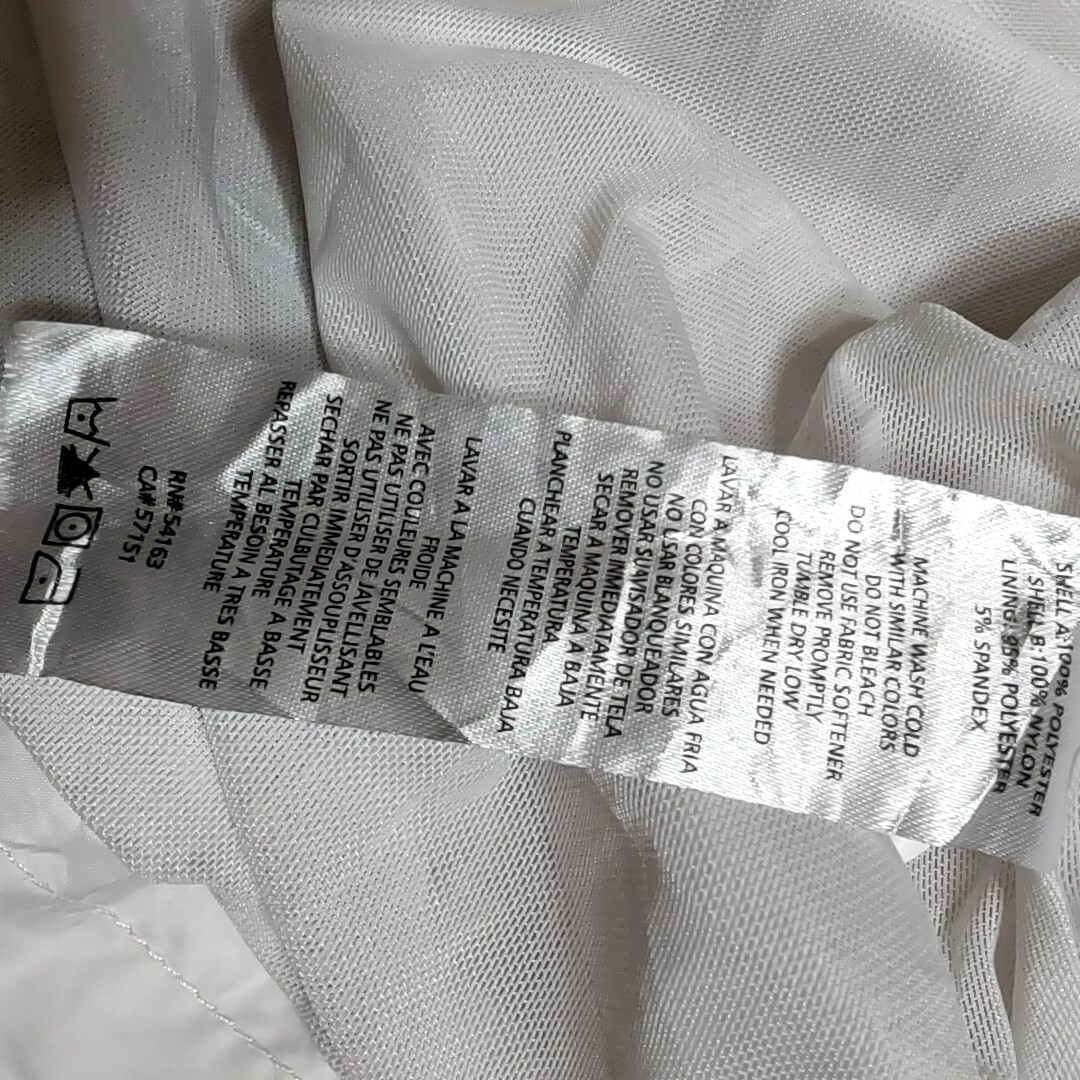 SHELL A:100% POLYESTER
SHELL B:100% NYLON
LINING: 95% POLYESTER
5% SPANDEX
MACHINE WASH COLD
WITH SIMILAR COLORS
DO NOT BLEACH
DO NOT USE FABRIC SOFTENER
REMOVE PROMPTLY
TUMBLE DRY LOW
COOL IRON WHEN NEEDED
LAVAR A MAQUINA CON AGUA FRIA
CON COLORES SIMILARES
NO USAR BLANQUEADOR
NO USAR SUAVISADOR DE TELA
REMOVER IMMEDIATAMENTE
SECAR A MAQUINA A BAJA
TEMPERATURA
PLANCHEAR A TEMPERATURA BAJA
CUANDO NECESITE
LAVAR A LA MACHINE A L'EAU
FROIDE
AVEC COULEURES SEMBLABLES
NE PAS UTILISER DE JAVELLISANT
NE PAS UTILISER D'ASSOUPLISSEUR
SORTIR IMMEDIATEMENT
SECHAR PAR CULBUTAGE A BASSE
TEMPERATURE
REPASSER AL BESOIN A TRES BASSE
TEMPERATURE
RN#54163
CA#57151